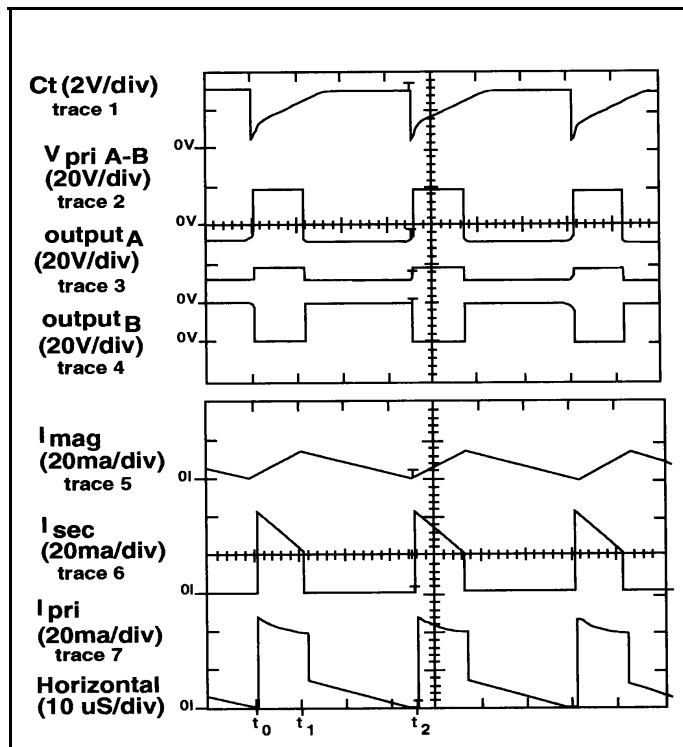 Ct (2V/div)
trace 1
0V
V pri A-B
(20V/div)
trace 2
0V
output A
(20V/div)
trace 3
0V
output B
(20V/div)
trace 4
0V
I mag
(20ma/div)
trace 5
0I
I sec
(20ma/div)
trace 6
0I
I pri
(20ma/div)
trace 7
Horizontal
(10 uS/div)
0I
t0 t1 t2